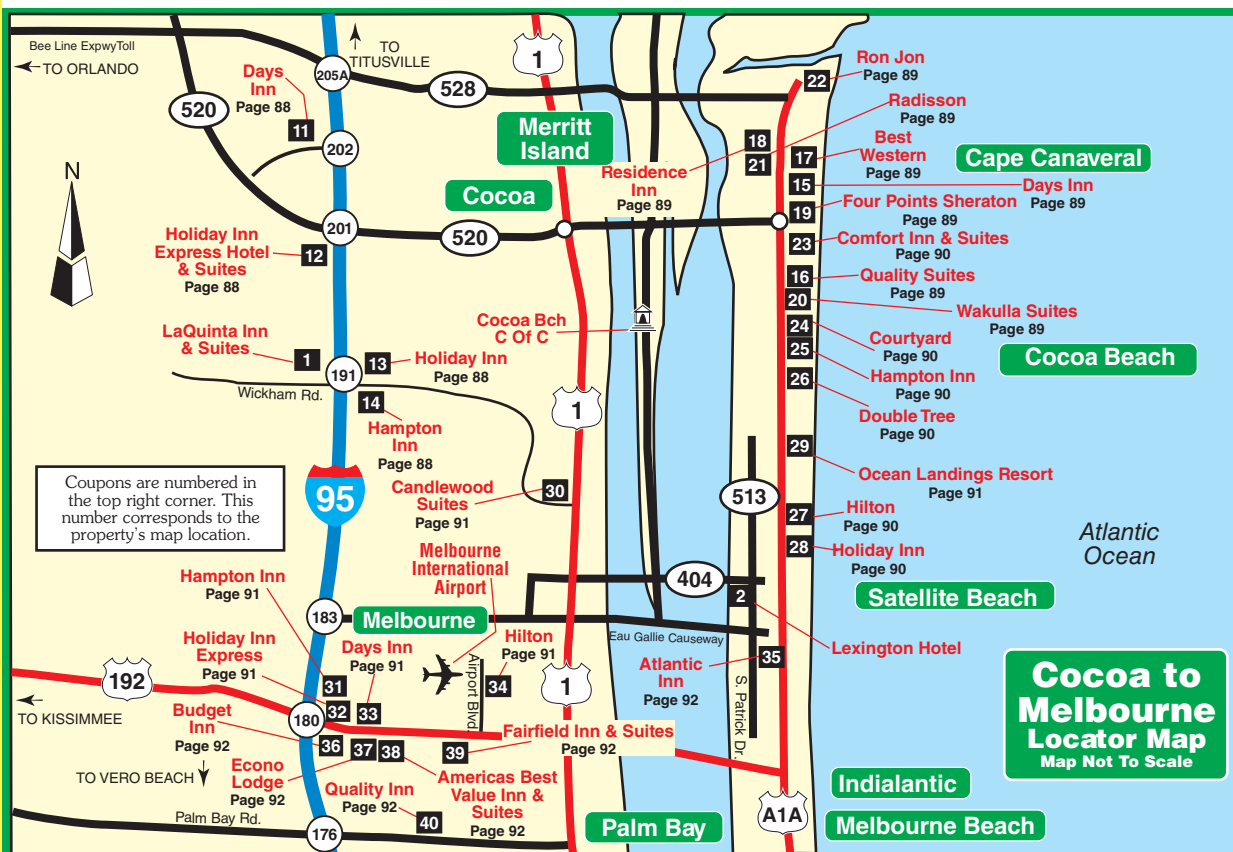 Bee Line ExpwyToll
TO ORLANDO
TO
TITUSVILLE
205A
528
1
520
Days
Inn
Page 88
11
202
Merritt
Island
Cocoa
N
201
520
Holiday Inn
Express Hotel
& Suites
Page 88
12
Residence
Inn
Page 89
18
21
Ron Jon
Page 89
22
Radisson
Page 89
Best
Western
Page 89
17
Cape Canaveral
15
Days Inn
Page 89
19
Four Points Sheraton
Page 89
23
Comfort Inn & Suites
Page 90
16
Quality Suites
Page 89
20
Wakulla Suites
Page 89
24
Courtyard
Page 90
Cocoa Beach
25
Hampton Inn
Page 90
26
Double Tree
Page 90
29
Ocean Landings Resort
Page 91
27
Hilton
Page 90
28
Holiday Inn
Page 90
Atlantic
Ocean
Cocoa Bch
C Of C
LaQuinta Inn
& Suites
1
191
13
Holiday Inn
Page 88
Wickham Rd.
14
Hampton
Inn
Page 88
1
Coupons are numbered in
the top right corner. This
number corresponds to the
property's map location.
95
Candlewood
Suites
Page 91
30
513
Melbourne
International
Airport
404
2
Satellite Beach
Lexington Hotel
Hampton Inn
Page 91
183
Melbourne
Eau Gallie Causeway
Holiday Inn
Express
Page 91
Days Inn
Page 91
Hilton
Page 91
Airport Blvd.
34
1
Atlantic
Inn
Page 92
35
S. Patrick Dr.
192
TO KISSIMMEE
31
32
33
180
Budget
Inn
Page 92
36
37
38
39
Fairfield Inn & Suites
Page 92
TO VERO BEACH
Econo
Lodge
Page 92
Quality Inn
Page 92
40
Americas Best
Value Inn &
Suites
Page 92
Palm Bay Rd.
176
Palm Bay
A1A
Indialantic
Melbourne Beach
Cocoa to
Melbourne
Locator Map
Map Not To Scale